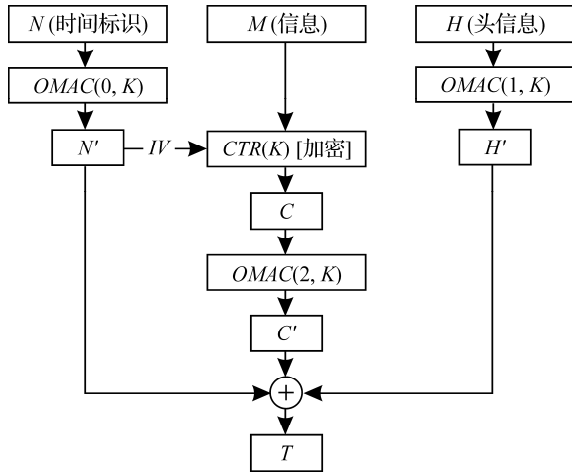 N (时间标识)
M (信息)
H (头信息)
OMAC(0, K)
OMAC(1, K)
N'
IV
CTR(K) [加密]
H'
C
OMAC(2, K)
C'
+
T